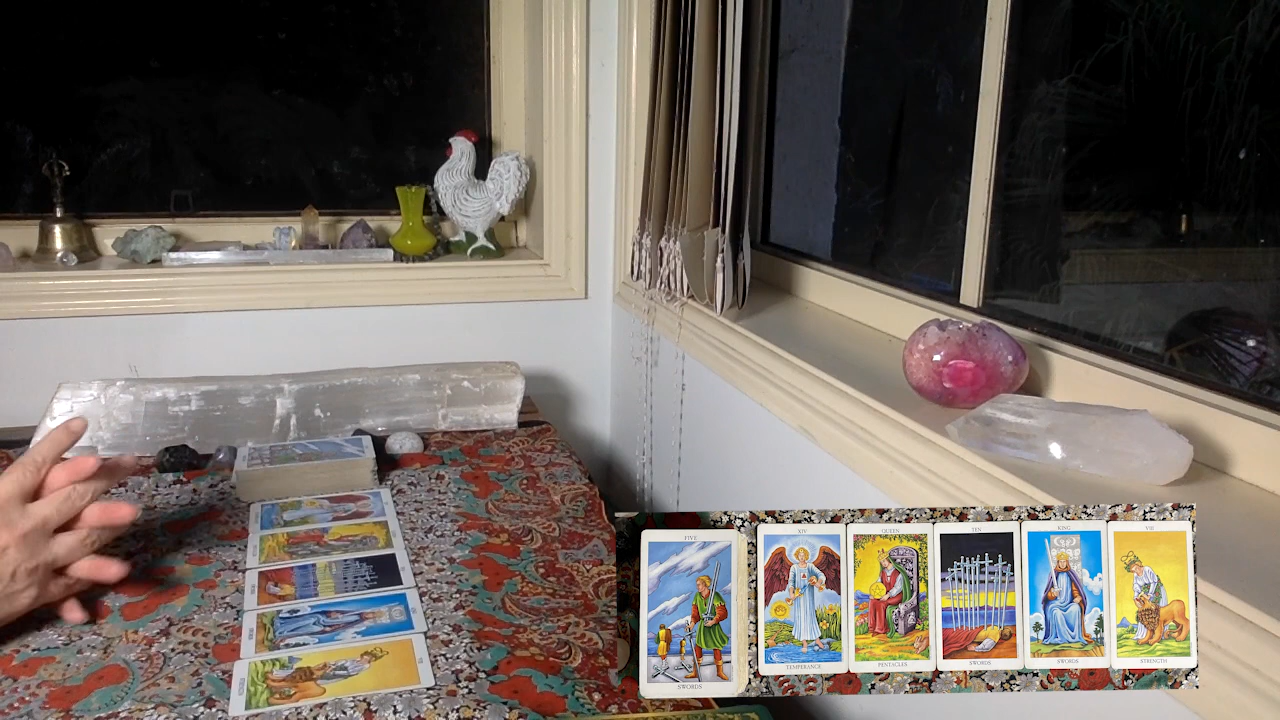 FIVE
SWORDS
XIV
TEMPERANCE
QUEEN
PENTACLES
TEN
SWORDS
KING
SWORDS
VIII
STRENGTH